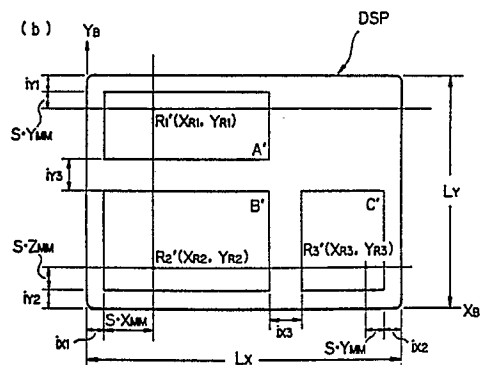 (b)
YB
DSP
iY1
S·YMM
R1'(XR1, YR1)
A'
iY3
LY
B'
C'
R2'(XR2, YR2)
R3'(XR3, YR3)
S·ZMM
iY2
XB
iX1
S·XMM
iX3
S·YMM
iX2
LX